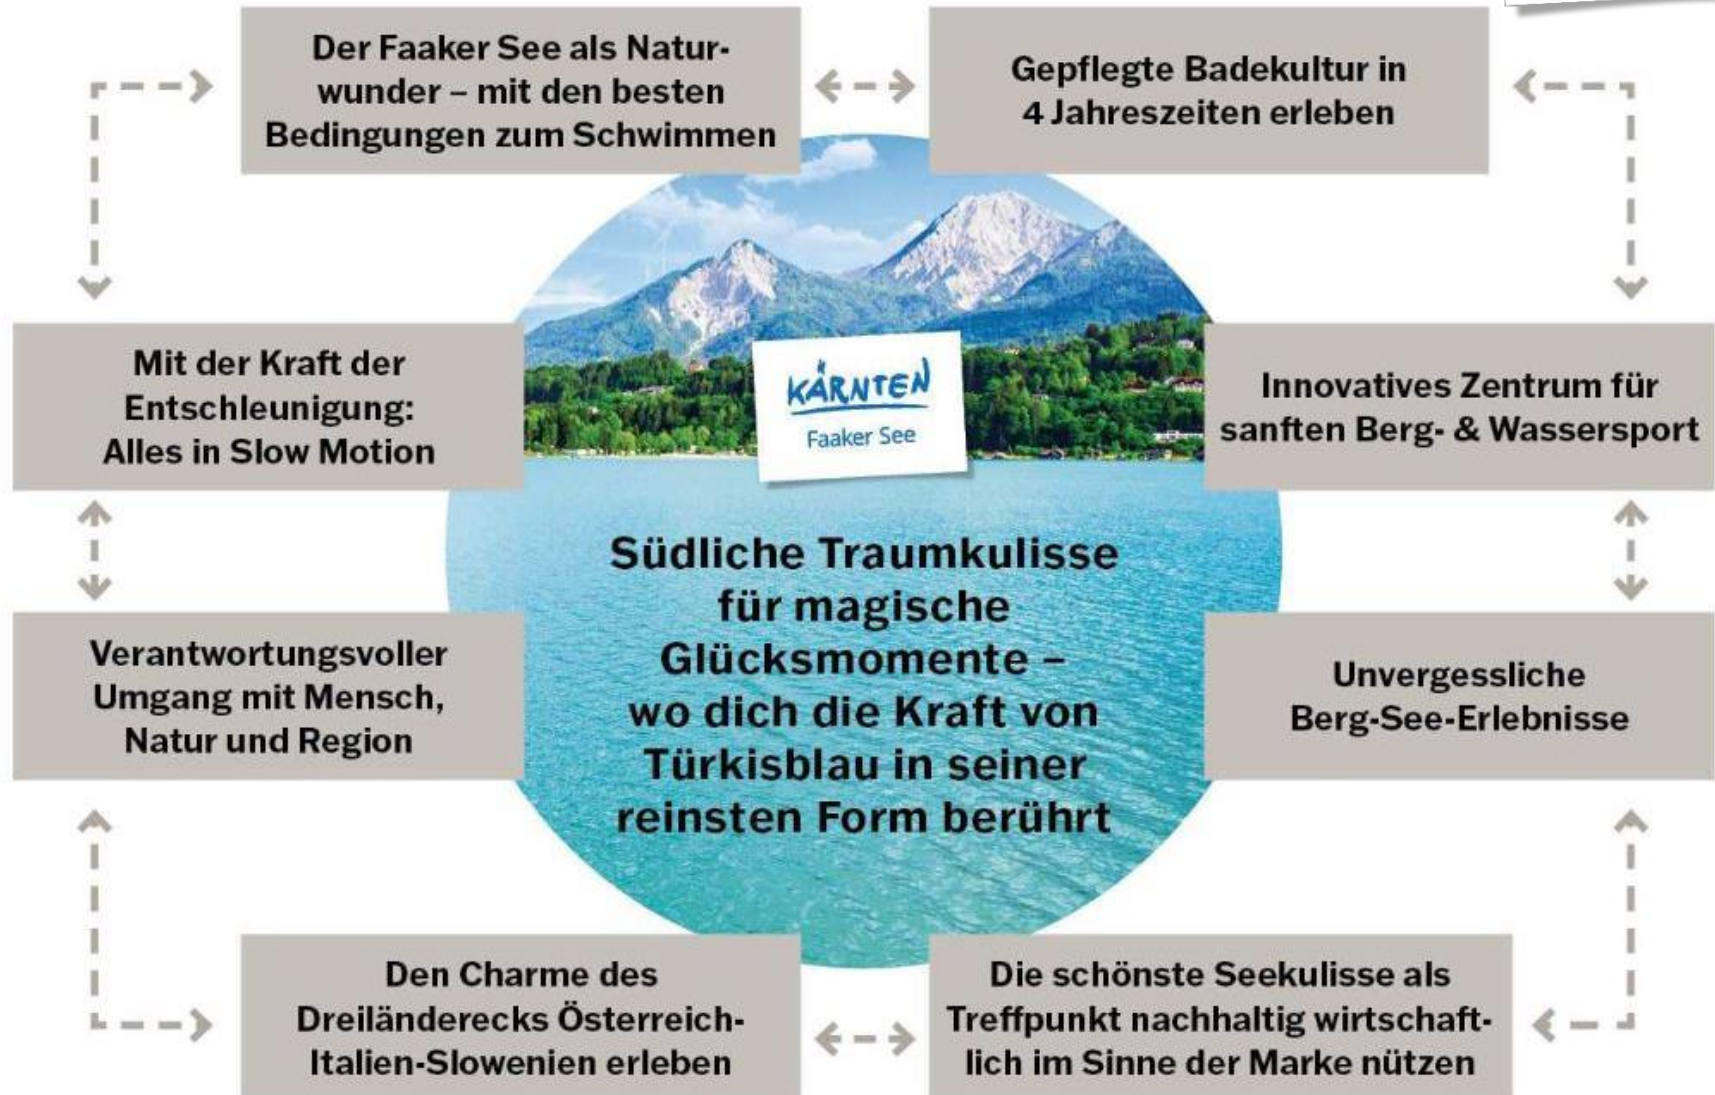 Der Faaker See als Natur-
wunder – mit den besten
Bedingungen zum Schwimmen
Gepflegte Badekultur in
4 Jahreszeiten erleben
Mit der Kraft der
Entschleunigung:
Alles in Slow Motion
KÄRNTEN
Faaker See
Innovatives Zentrum für
sanften Berg- & Wassersport
Südliche Traumkulisse
für magische
Glücksmomente –
wo dich die Kraft von
Türkisblau in seiner
reinsten Form berührt
Verantwortungsvoller
Umgang mit Mensch,
Natur und Region
Unvergessliche
Berg-See-Erlebnisse
Den Charme des
Dreiländerecks Österreich-
Italien-Slowenien erleben
Die schönste Seekulisse als
Treffpunkt nachhaltig wirtschaft-
lich im Sinne der Marke nützen